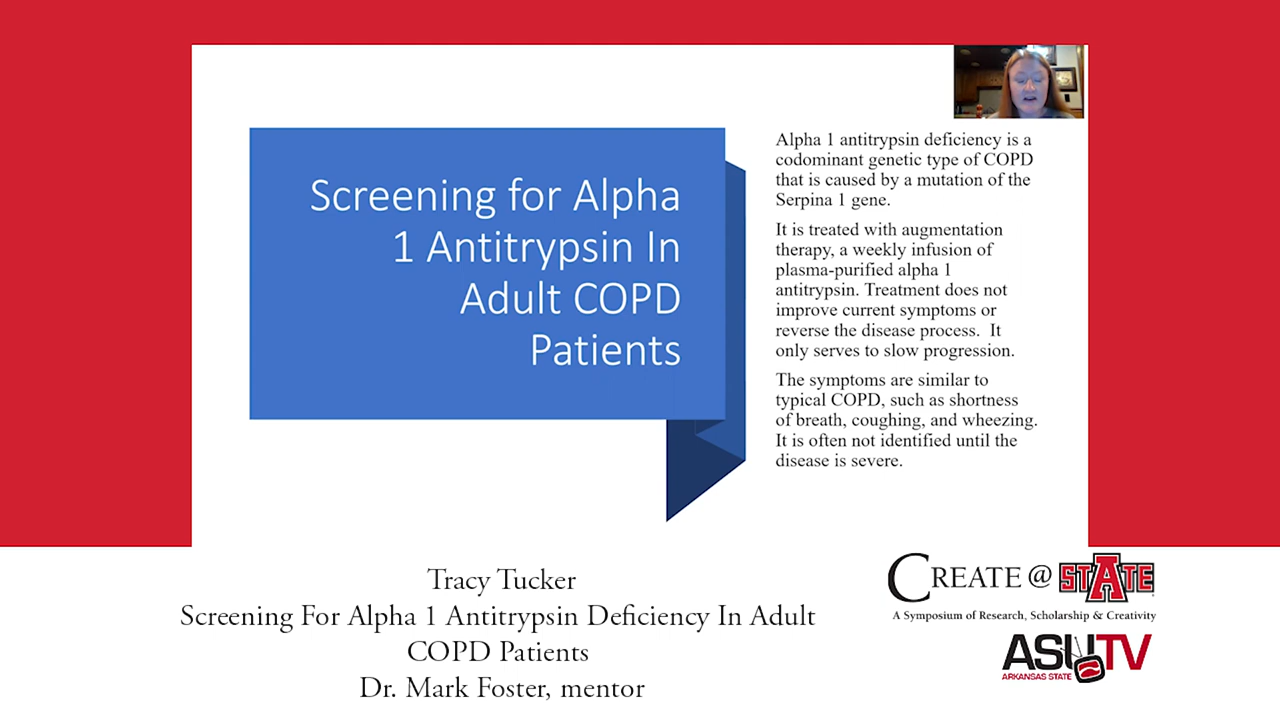 Screening for Alpha
1 Antitrypsin In
Adult COPD
Patients
Alpha 1 antitrypsin deficiency is a
codominant genetic type of COPD
that is caused by a mutation of the
Serpina 1 gene.
It is treated with augmentation
therapy, a weekly infusion of
plasma-purified alpha 1
antitrypsin. Treatment does not
improve current symptoms or
reverse the disease process.  It
only serves to slow progression.
The symptoms are similar to
typical COPD, such as shortness
of breath, coughing, and wheezing.
It is often not identified until the
disease is severe.
Tracy Tucker
Screening For Alpha 1 Antitrypsin Deficiency In Adult
COPD Patients
Dr. Mark Foster, mentor
CREATE @ STATE
A Symposium of Research, Scholarship & Creativity
ASUTV
ARKANSAS STATE